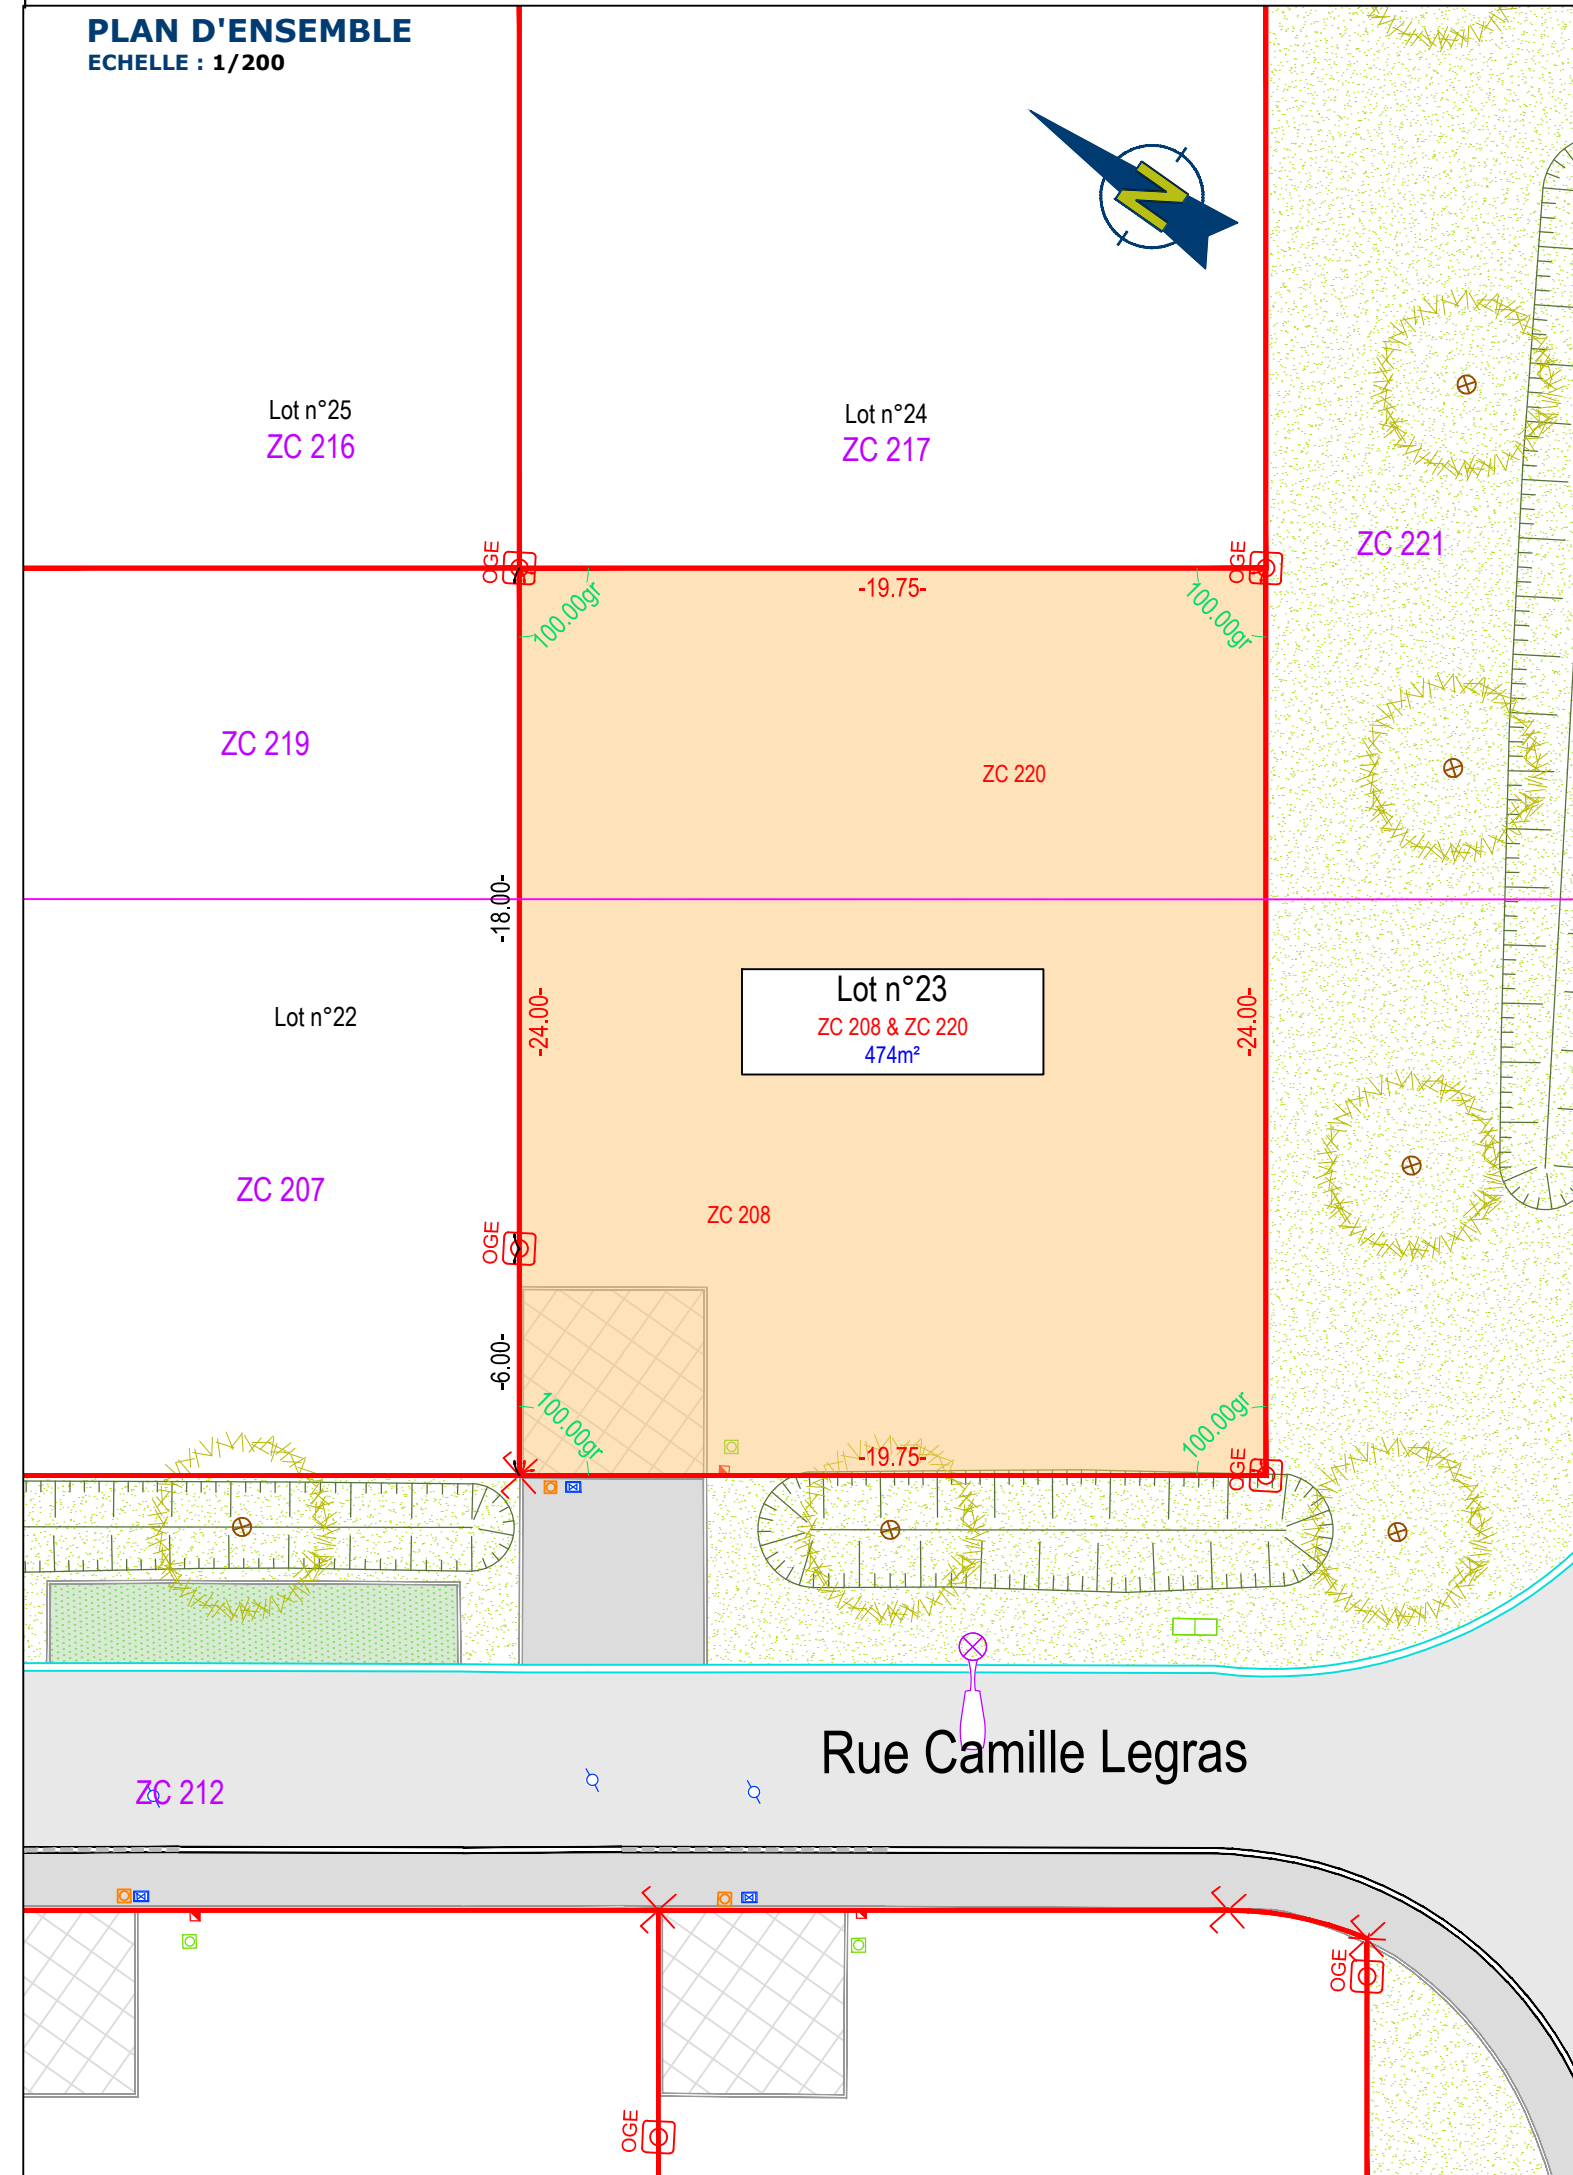 PLAN D'ENSEMBLE
ECHELLE : 1/200
N
Lot n°25
ZC 216
Lot n°24
ZC 217
OGE
OGE
ZC 221
-19.75-
100.00gr
100.00gr
ZC 219
ZC 220
-18.00-
-24.00-
-24.00-
Lot n°23
ZC 208 & ZC 220
474m²
Lot n°22
ZC 207
ZC 208
OGE
-6.00-
100.00gr
100.00gr
-19.75-
OGE
Rue Camille Legras
ZC 212
OGE
OGE